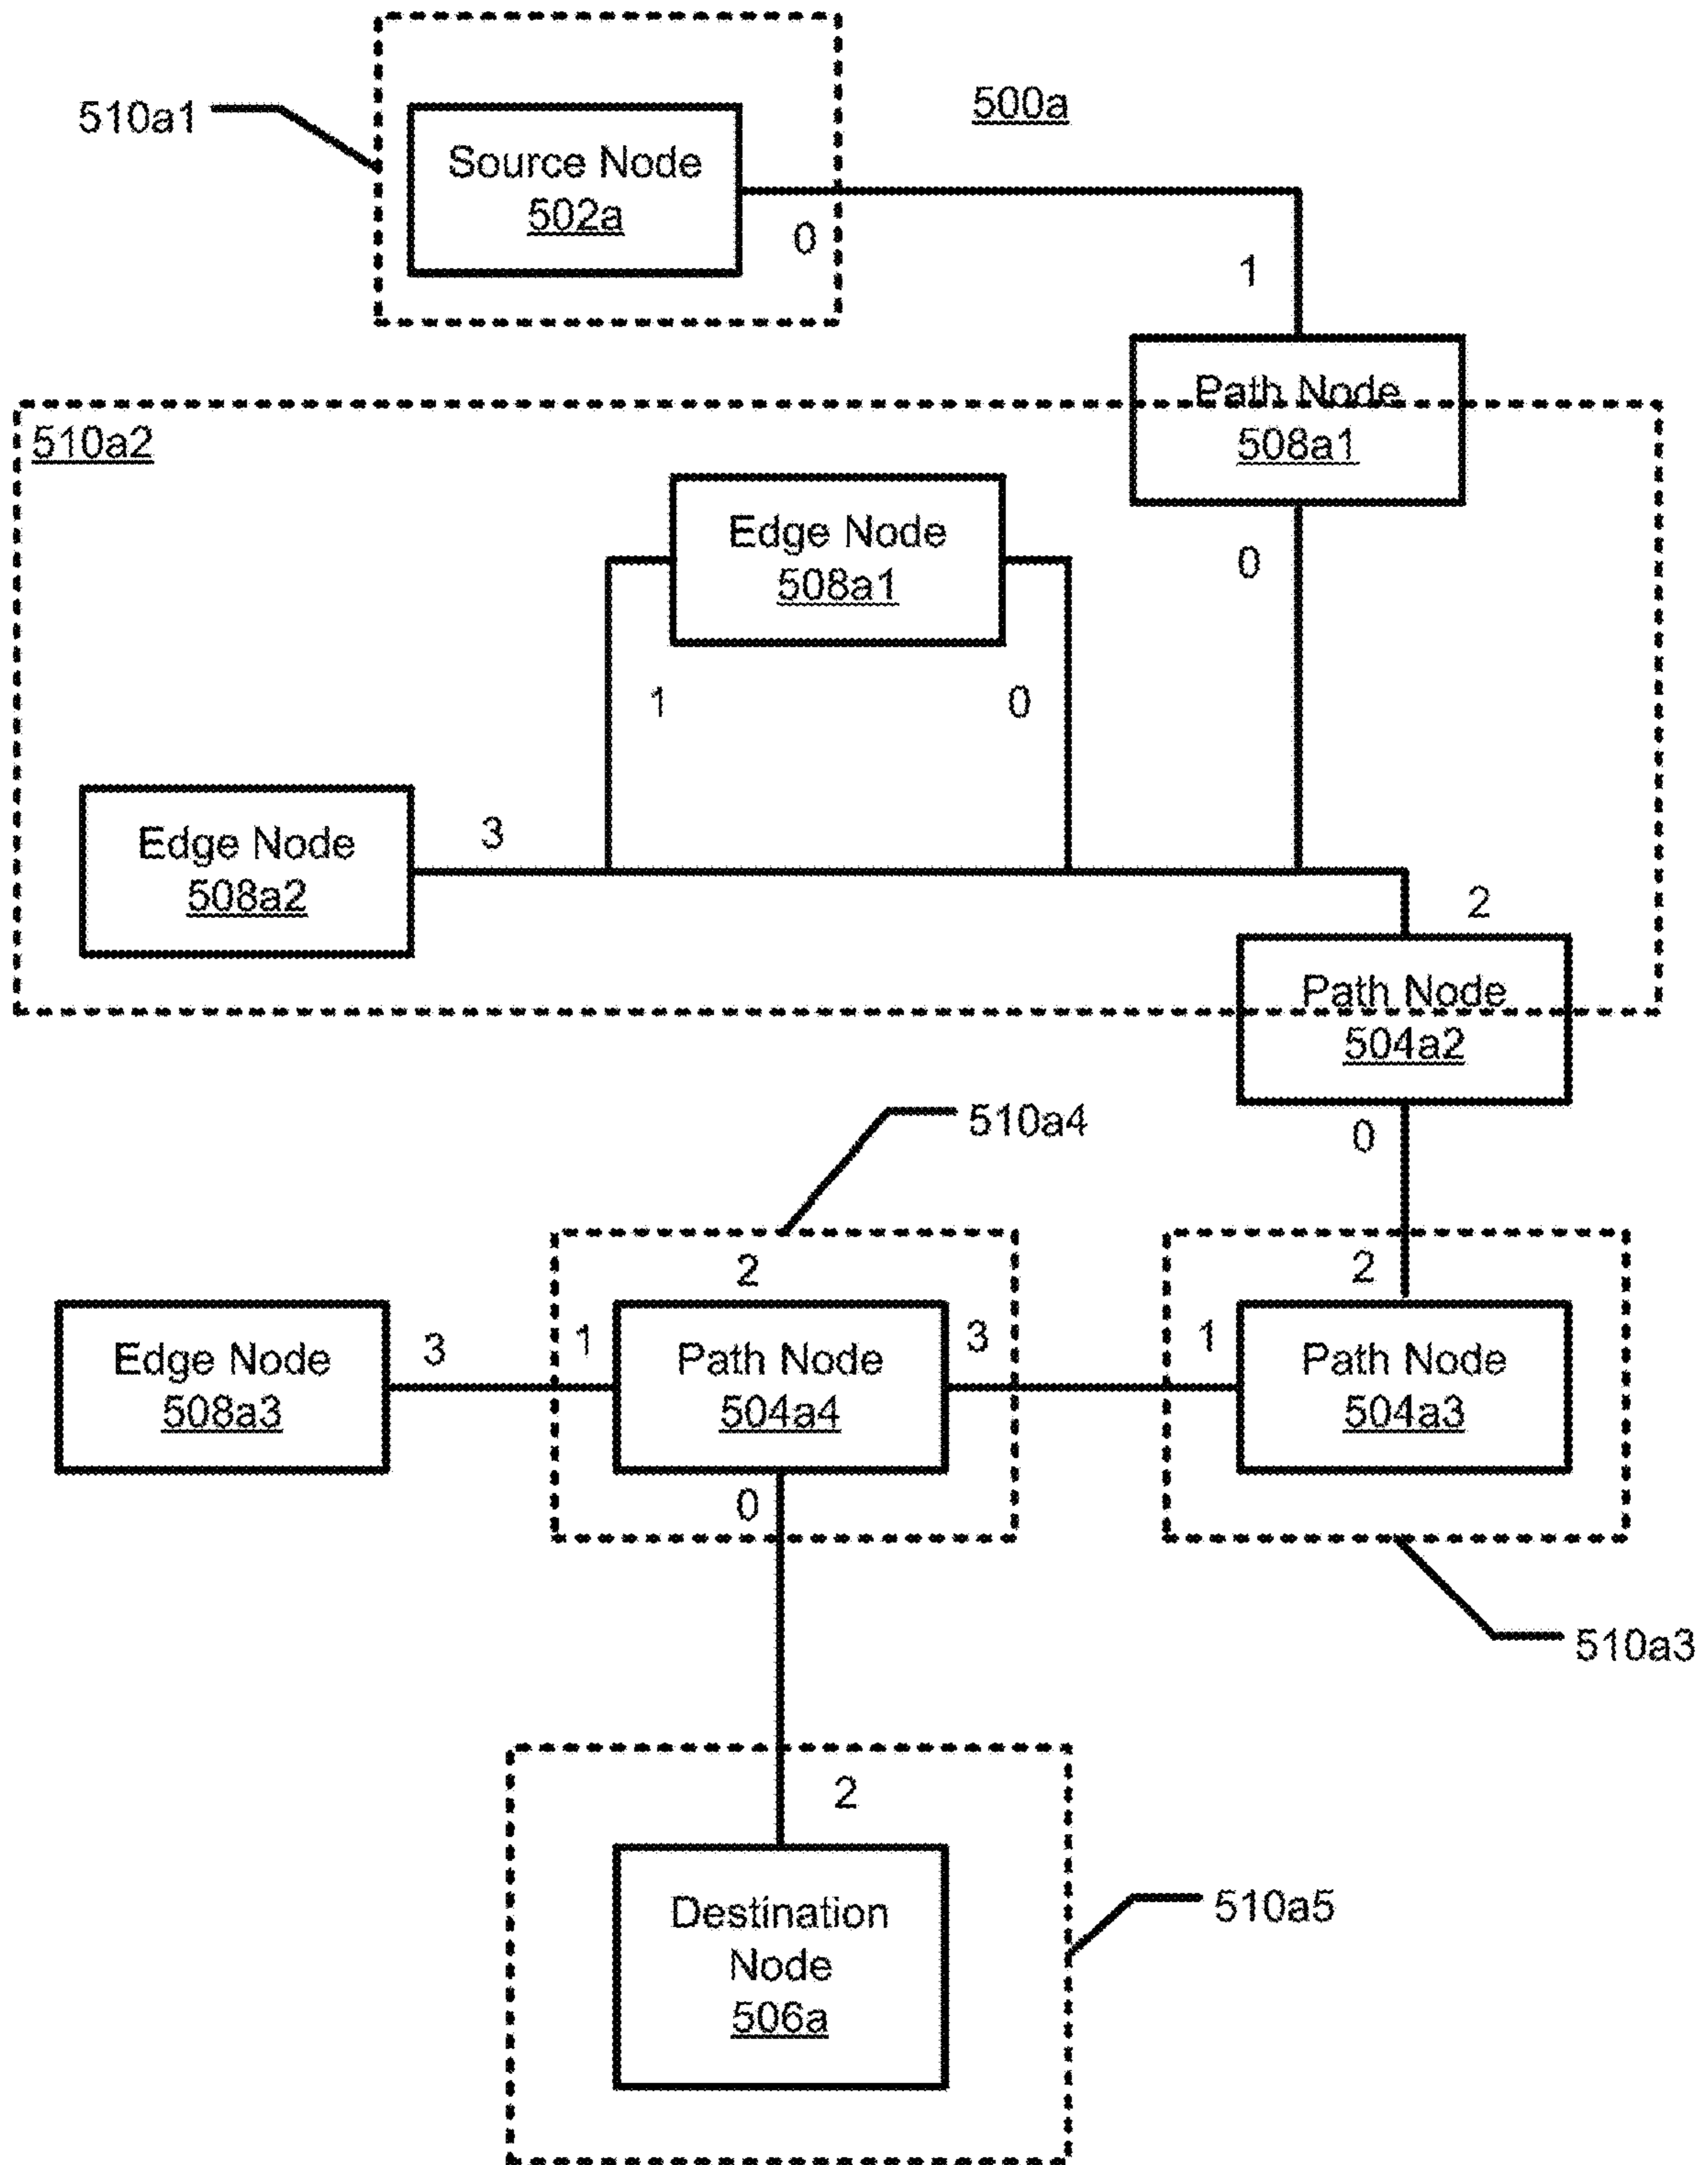 510a1
500a
Source Node
502a
0
1
Path Node
508a1
510a2
Edge Node
508a1
0
1
0
Edge Node
508a2
3
2
Path Node
504a2
0
510a4
2
2
Edge Node
508a3
3
1
Path Node
504a4
3
1
Path Node
504a3
0
510a3
2
Destination
Node
506a
510a5